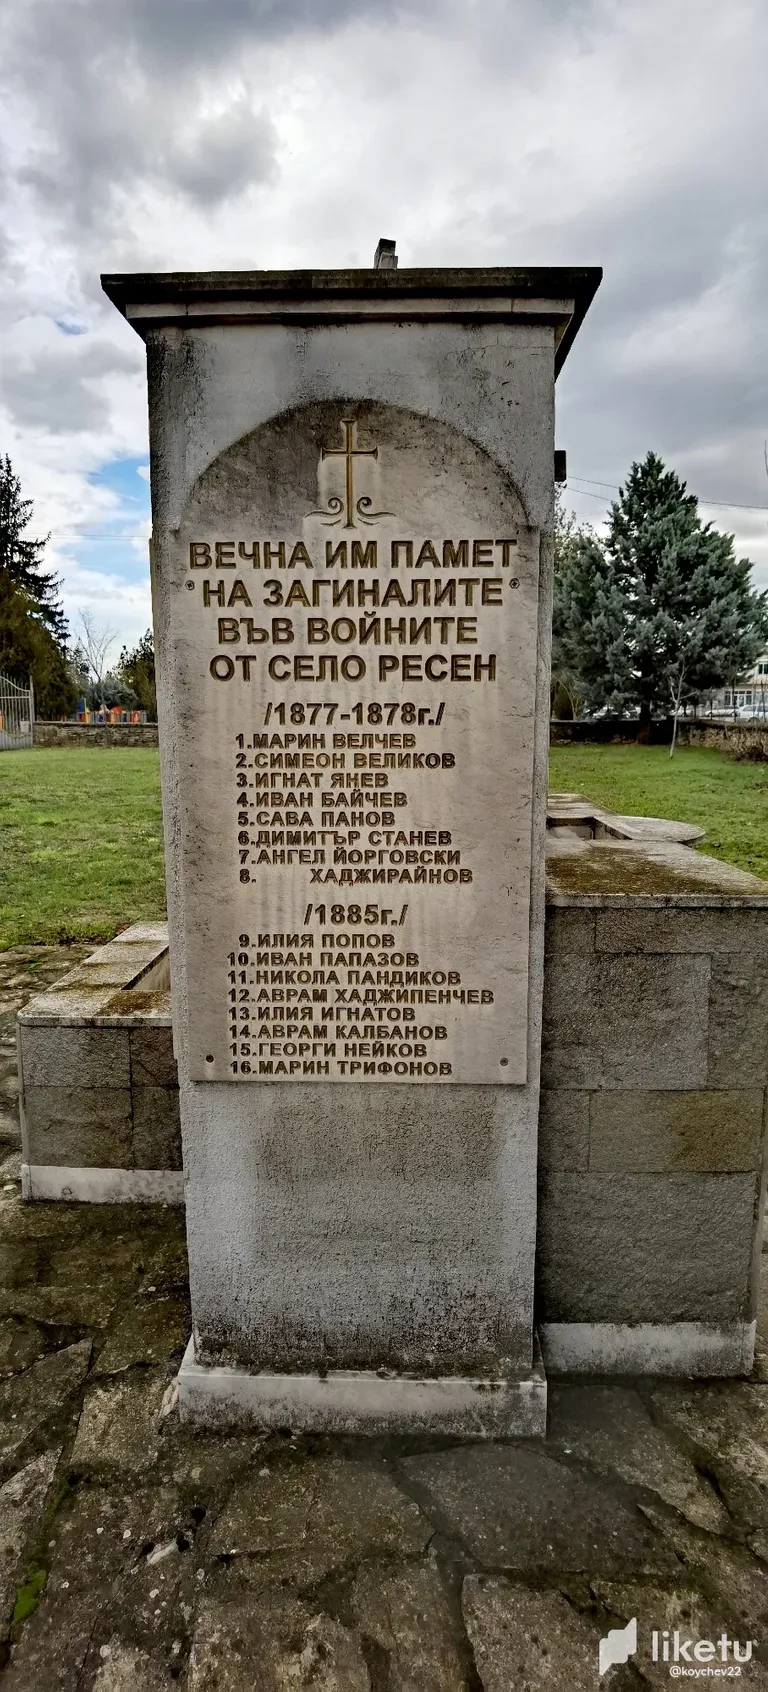 ВЕЧНА ИМ ПАМЕТ
НА ЗАГИНАЛИТЕ
ВЪВ ВОЙНИТЕ
ОТ СЕЛО РЕСЕН
/1877-1878г./
1.МАРИН ВЕЛЧЕВ
2.СИМЕОН ВЕЛИКОВ
3.ИГНАТ ЯНЕВ
4.ИВАН БАЙЧЕВ
5.САВА ПАНОВ
6.ДИМИТЪР СТАНЕВ
7.АНГЕЛ ЙОРГОВСКИ
8. ХАДЖИРАЙНОВ
/1885г./
9.ИЛИЯ ПОПОВ
10.ИВАН ПАПАЗОВ
11.НИКОЛА ПАНДИКОВ
12.АВРАМ ХАДЖИПЕНЧЕВ
13.ИЛИЯ ИГНАТОВ
14.АВРАМ КАЛБАНОВ
15.ГЕОРГИ НЕЙКОВ
16.МАРИН ТРИФОНОВ
liketu
@koychev22